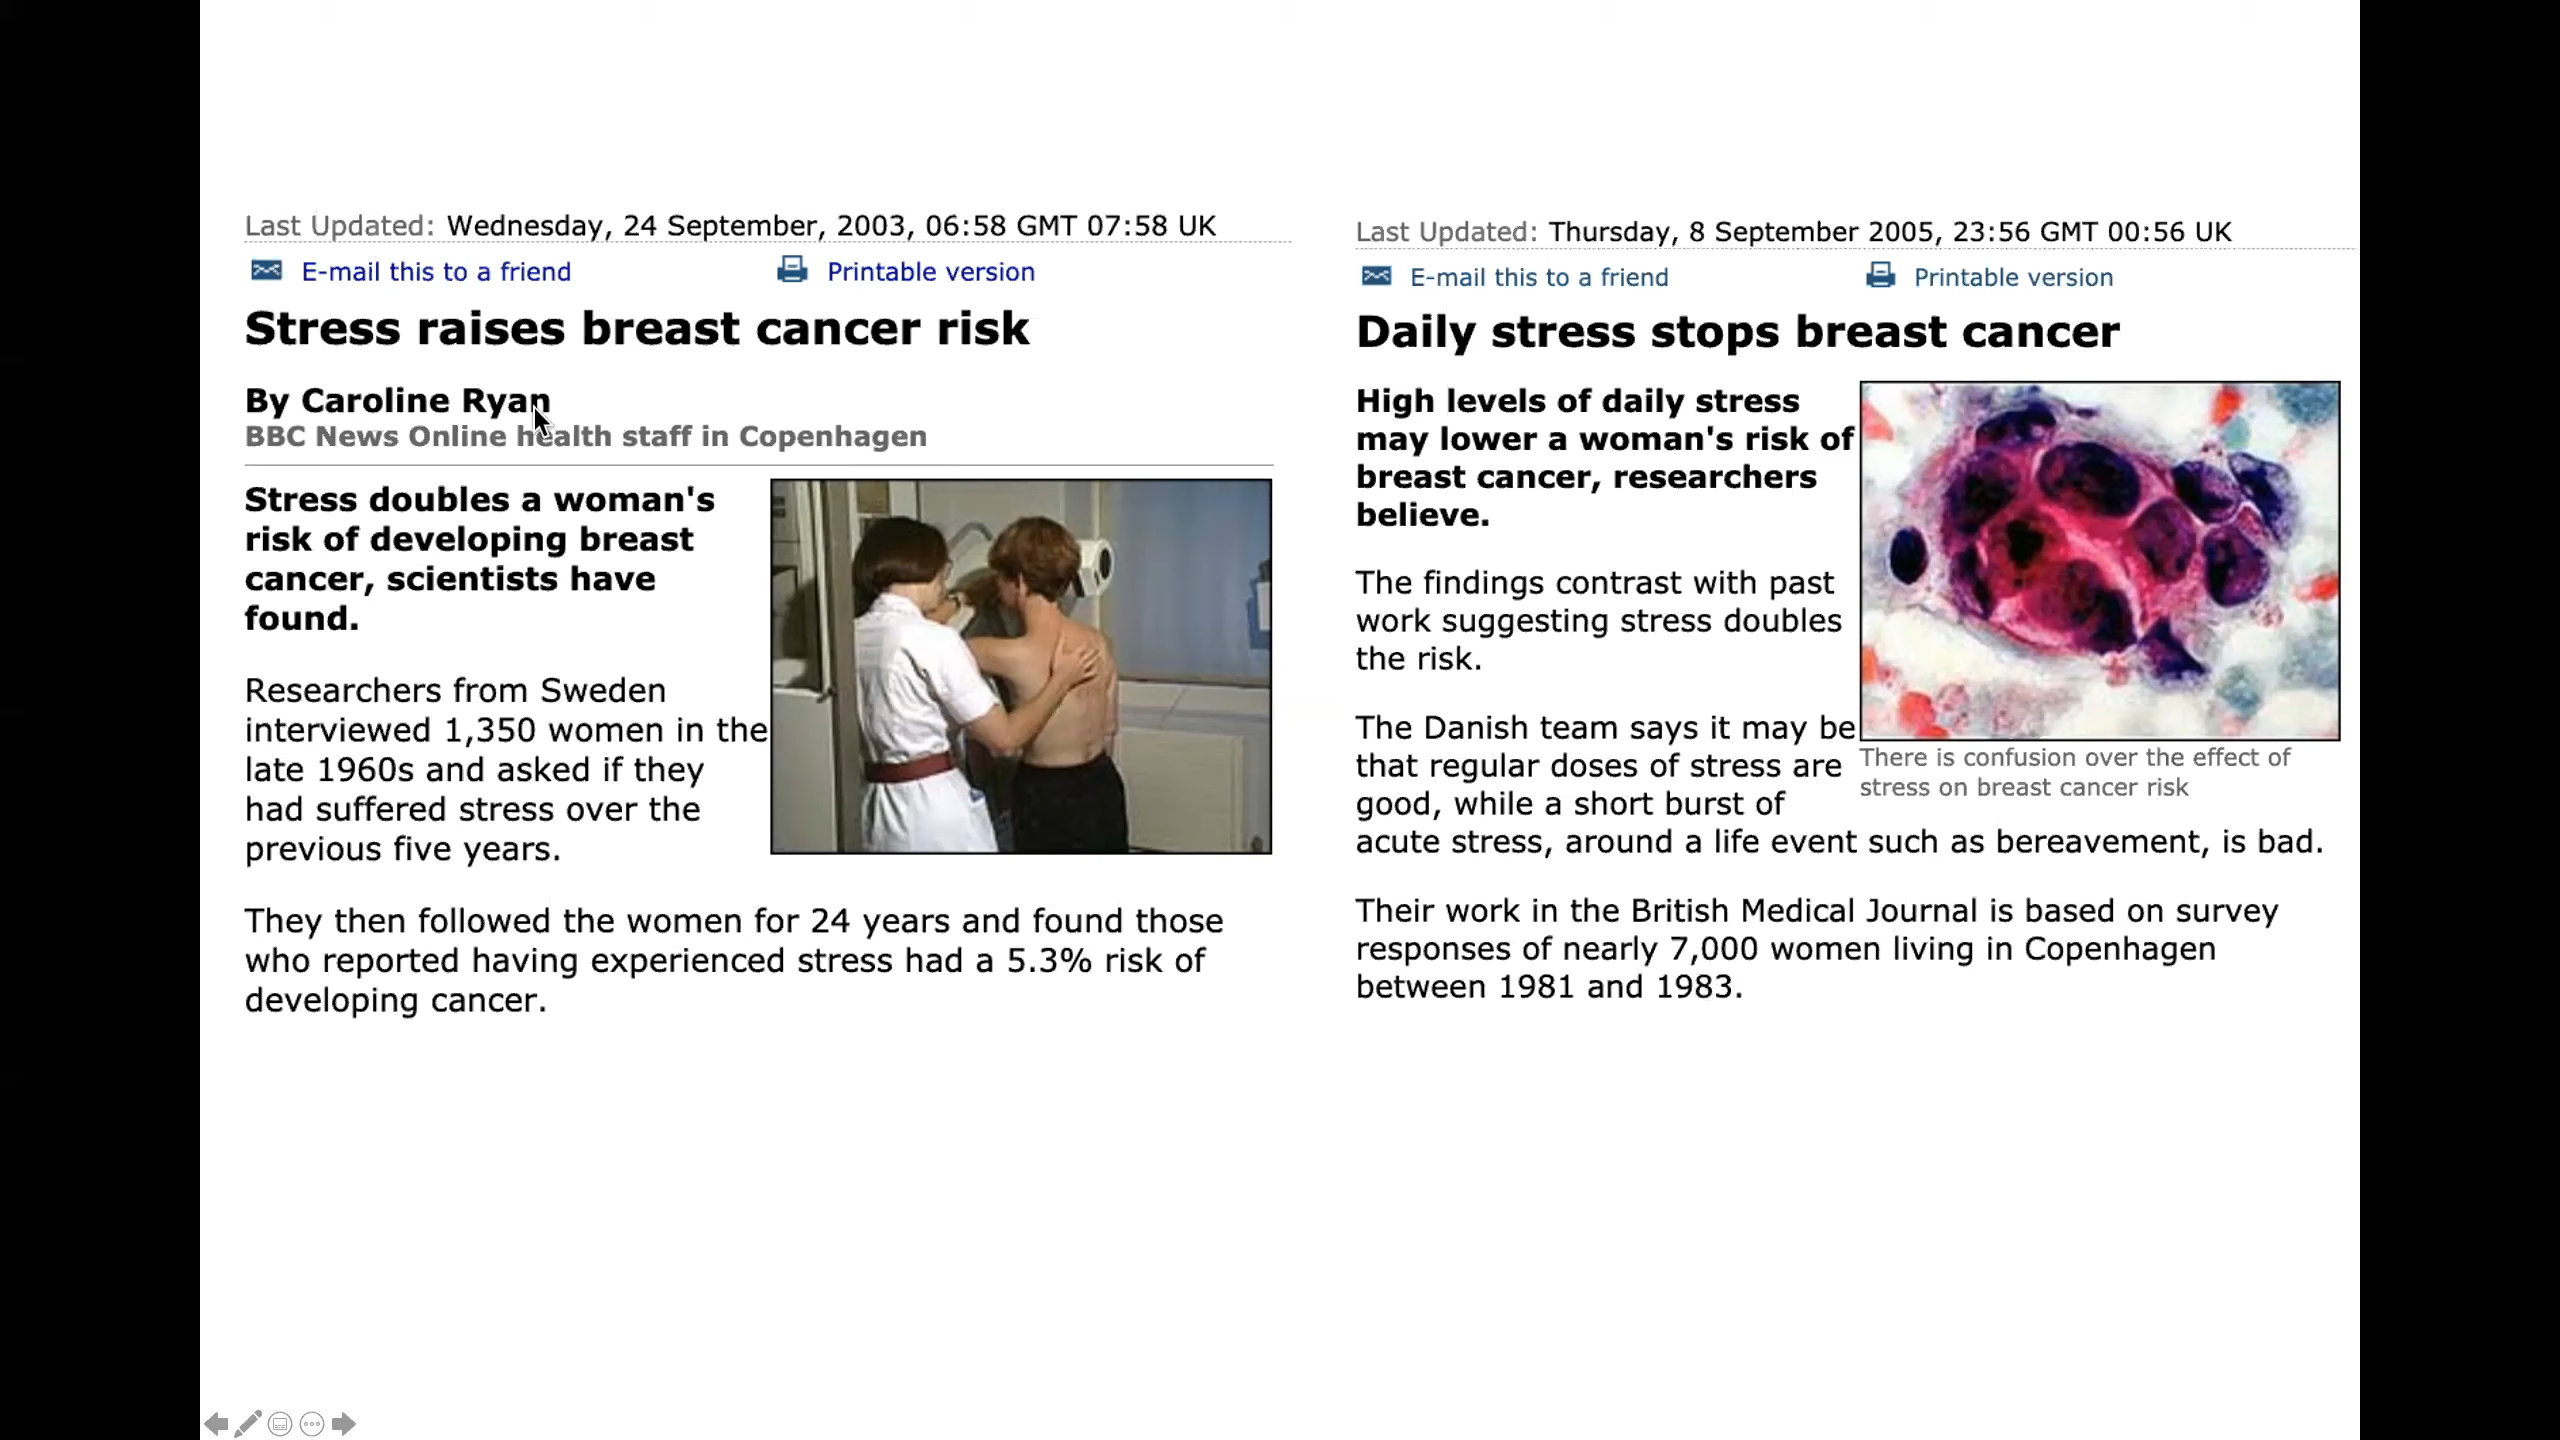 Last Updated: Wednesday, 24 September, 2003, 06:58 GMT 07:58 UK
E-mail this to a friend
Printable version
Stress raises breast cancer risk
By Caroline Ryan
BBC News Online health staff in Copenhagen
Stress doubles a woman's
risk of developing breast
cancer, scientists have
found.
Researchers from Sweden
interviewed 1,350 women in the
late 1960s and asked if they
had suffered stress over the
previous five years.
They then followed the women for 24 years and found those
who reported having experienced stress had a 5.3% risk of
developing cancer.
Last Updated: Thursday, 8 September 2005, 23:56 GMT 00:56 UK
E-mail this to a friend
Printable version
Daily stress stops breast cancer
High levels of daily stress
may lower a woman's risk of
breast cancer, researchers
believe.
The findings contrast with past
work suggesting stress doubles
the risk.
The Danish team says it may be
that regular doses of stress are
good, while a short burst of
acute stress, around a life event such as bereavement, is bad.
There is confusion over the effect of
stress on breast cancer risk
Their work in the British Medical Journal is based on survey
responses of nearly 7,000 women living in Copenhagen
between 1981 and 1983.